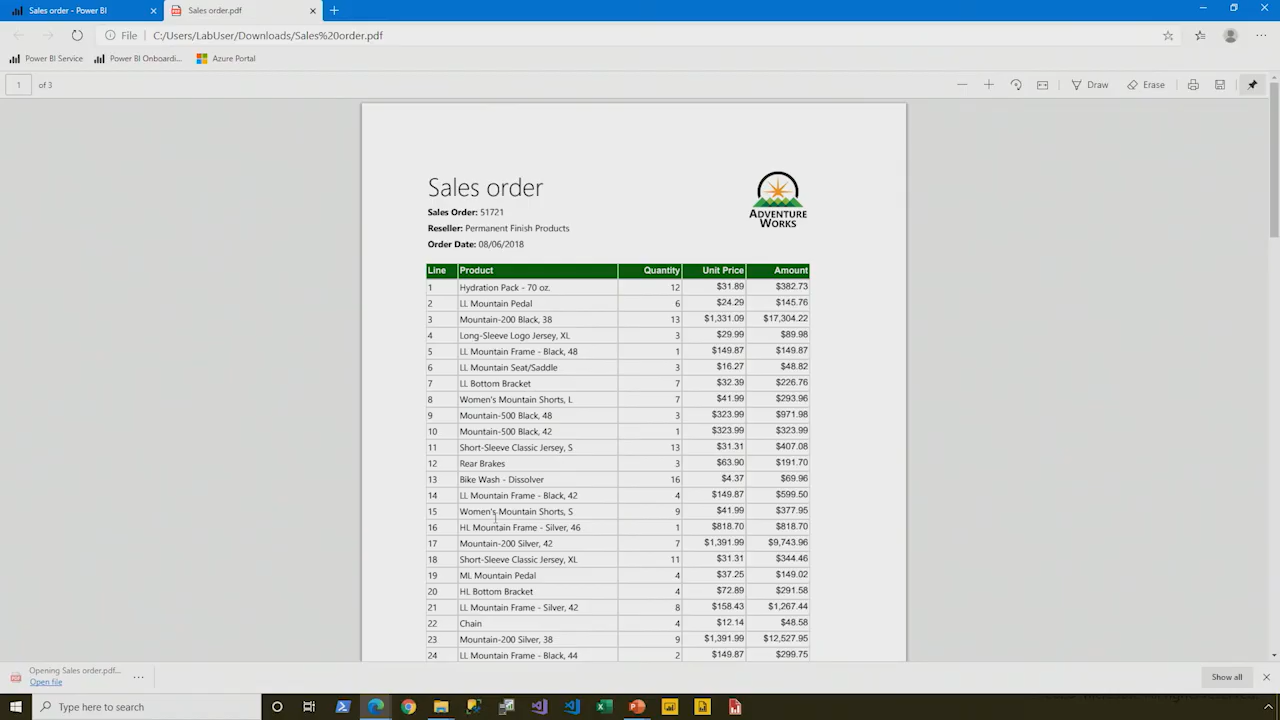 Sales order - Power BI
Sales order.pdf
File C:/Users/LabUser/Downloads/Sales%20order.pdf
Power BI Service
Power BI Onboardi...
Azure Portal
1 of 3
Draw
Erase
Sales order
ADVENTURE
WORKS
Sales Order: 51721
Reseller: Permanent Finish Products
Order Date: 08/06/2018
Line Product Quantity Unit Price Amount
1 Hydration Pack - 70 oz. 12 $31.89 $382.73
2 LL Mountain Pedal 6 $24.29 $145.76
3 Mountain-200 Black, 38 13 $1,331.09 $17,304.22
4 Long-Sleeve Logo Jersey, XL 3 $29.99 $89.98
5 LL Mountain Frame - Black, 48 1 $149.87 $149.87
6 LL Mountain Seat/Saddle 3 $16.27 $48.82
7 LL Bottom Bracket 7 $32.39 $226.76
8 Women's Mountain Shorts, L 7 $41.99 $293.96
9 Mountain-500 Black, 48 3 $323.99 $971.98
10 Mountain-500 Black, 42 1 $323.99 $323.99
11 Short-Sleeve Classic Jersey, S 13 $31.31 $407.08
12 Rear Brakes 3 $63.90 $191.70
13 Bike Wash - Dissolver 16 $4.37 $69.96
14 LL Mountain Frame - Black, 42 4 $149.87 $599.50
15 Women's Mountain Shorts, S 9 $41.99 $377.95
16 HL Mountain Frame - Silver, 46 1 $818.70 $818.70
17 Mountain-200 Silver, 42 7 $1,391.99 $9,743.96
18 Short-Sleeve Classic Jersey, XL 11 $31.31 $344.46
19 ML Mountain Pedal 4 $37.25 $149.02
20 HL Bottom Bracket 4 $72.89 $291.58
21 LL Mountain Frame - Silver, 42 8 $158.43 $1,267.44
22 Chain 4 $12.14 $48.58
23 Mountain-200 Silver, 38 9 $1,391.99 $12,527.95
24 LL Mountain Frame - Black, 44 2 $149.87 $299.75
Opening Sales order.pdf...
Open file
Show all
Type here to search